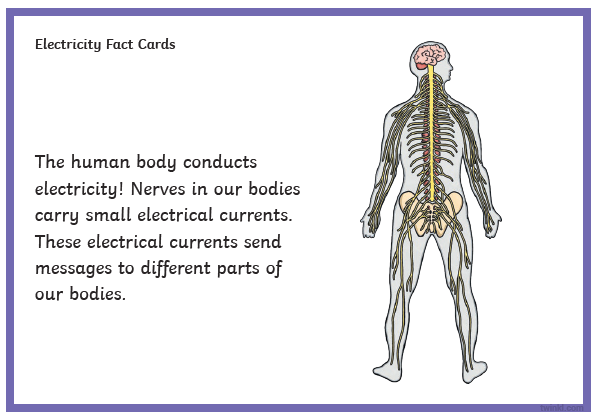 Electricity Fact Cards
The human body conducts
electricity! Nerves in our bodies
carry small electrical currents.
These electrical currents send
messages to different parts of
our bodies.
twinkl.com